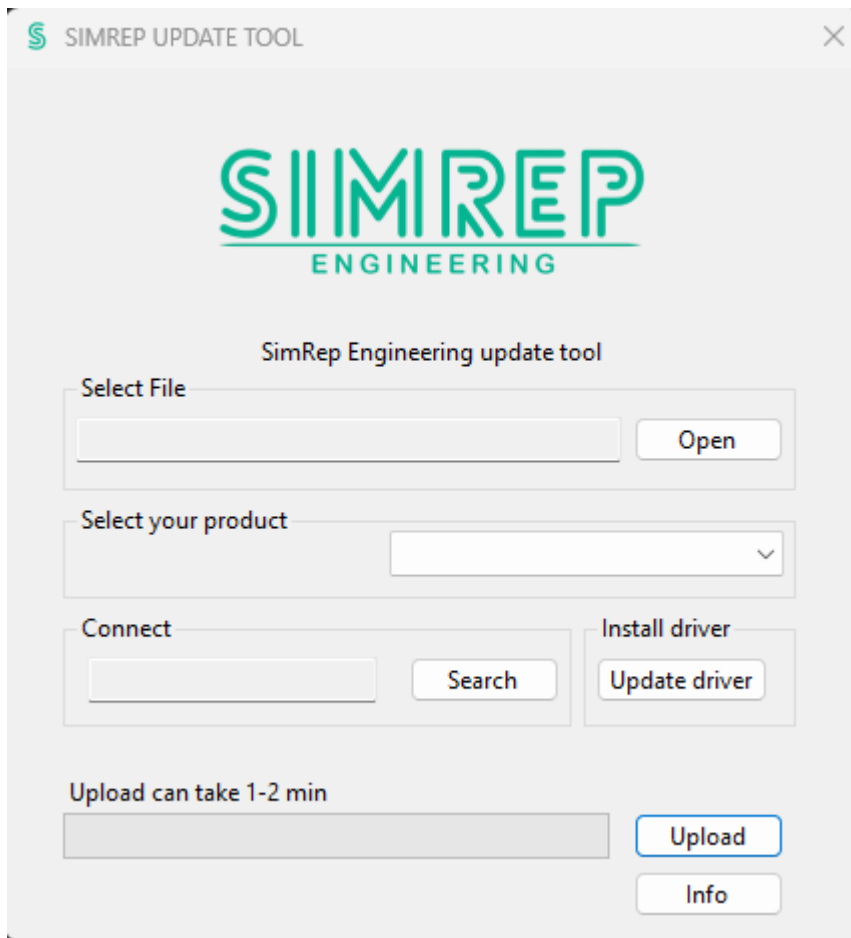 SIMREP UPDATE TOOL
SIMREP
ENGINEERING
SimRep Engineering update tool
Select File
Open
Select your product
Connect
Install driver
Search
Update driver
Upload can take 1-2 min
Upload
Info